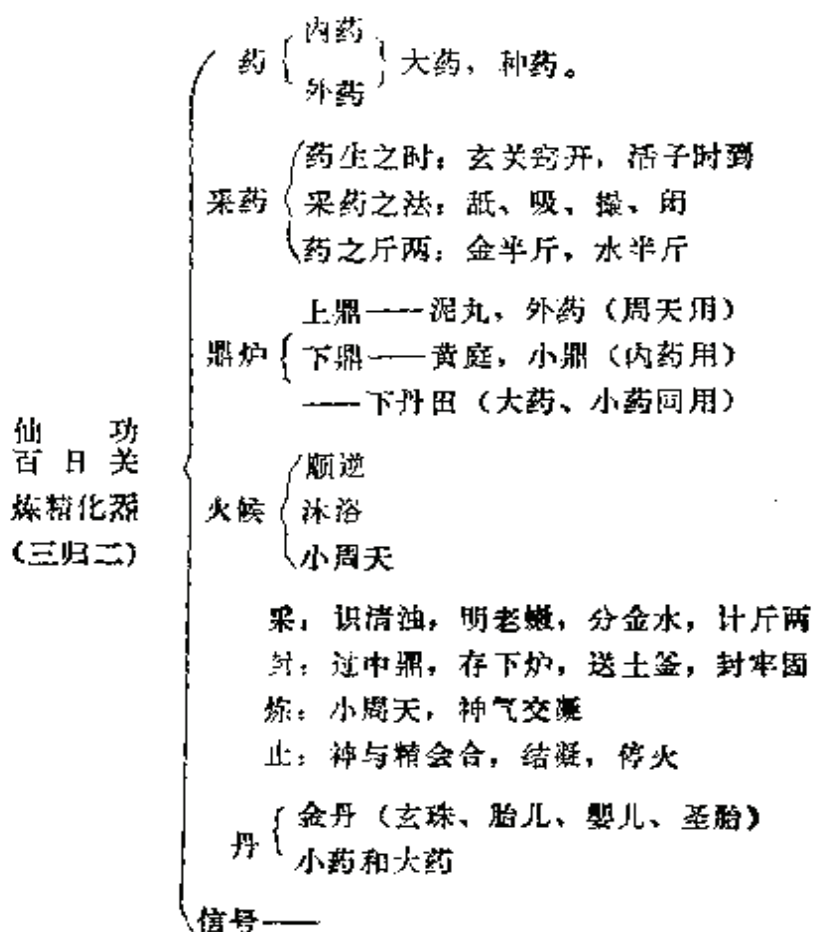 药 { 内药 外药 } 大药，种药。
采药
药生之时：玄关窍开，活子时到
采药之法：舐、吸、撮、闭
药之斤两：金半斤，水半斤
鼎炉
上鼎——泥丸，外药（周天用）
下鼎——黄庭，小鼎（内药用）
——下丹田（大药、小药同用）
仙 功
百 日 关
炼精化炁
（三归二）
火候
顺逆
沐浴
小周天
采：识清浊，明老嫩，分金水，计斤两
封：过中鼎，存下炉，送土釜，封牢固
炼：小周天，神气交凝
止：神与精会合，结凝，停火
丹
金丹（玄珠、胎儿、婴儿、圣胎）
小药和大药
信号——